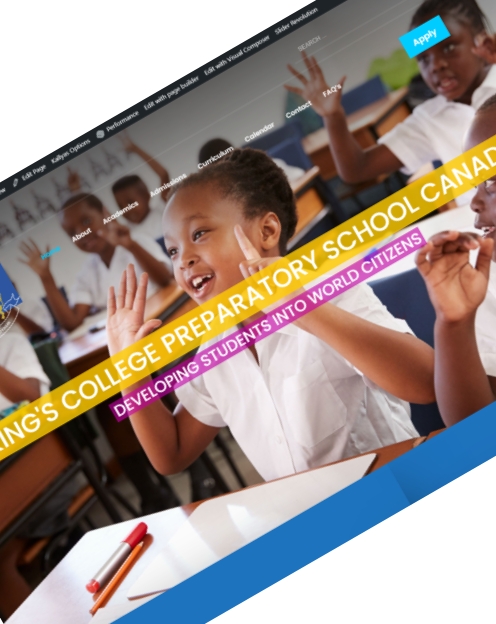 Edit Page Kallyas Options Performance Edit with page builder Edit with Visual Composer Slider Revolution
SEARCH
Apply
About Academics Admissions Curriculum Calendar Contact FAQ's
KING'S COLLEGE PREPARATORY SCHOOL CANAD
DEVELOPING STUDENTS INTO WORLD CITIZENS